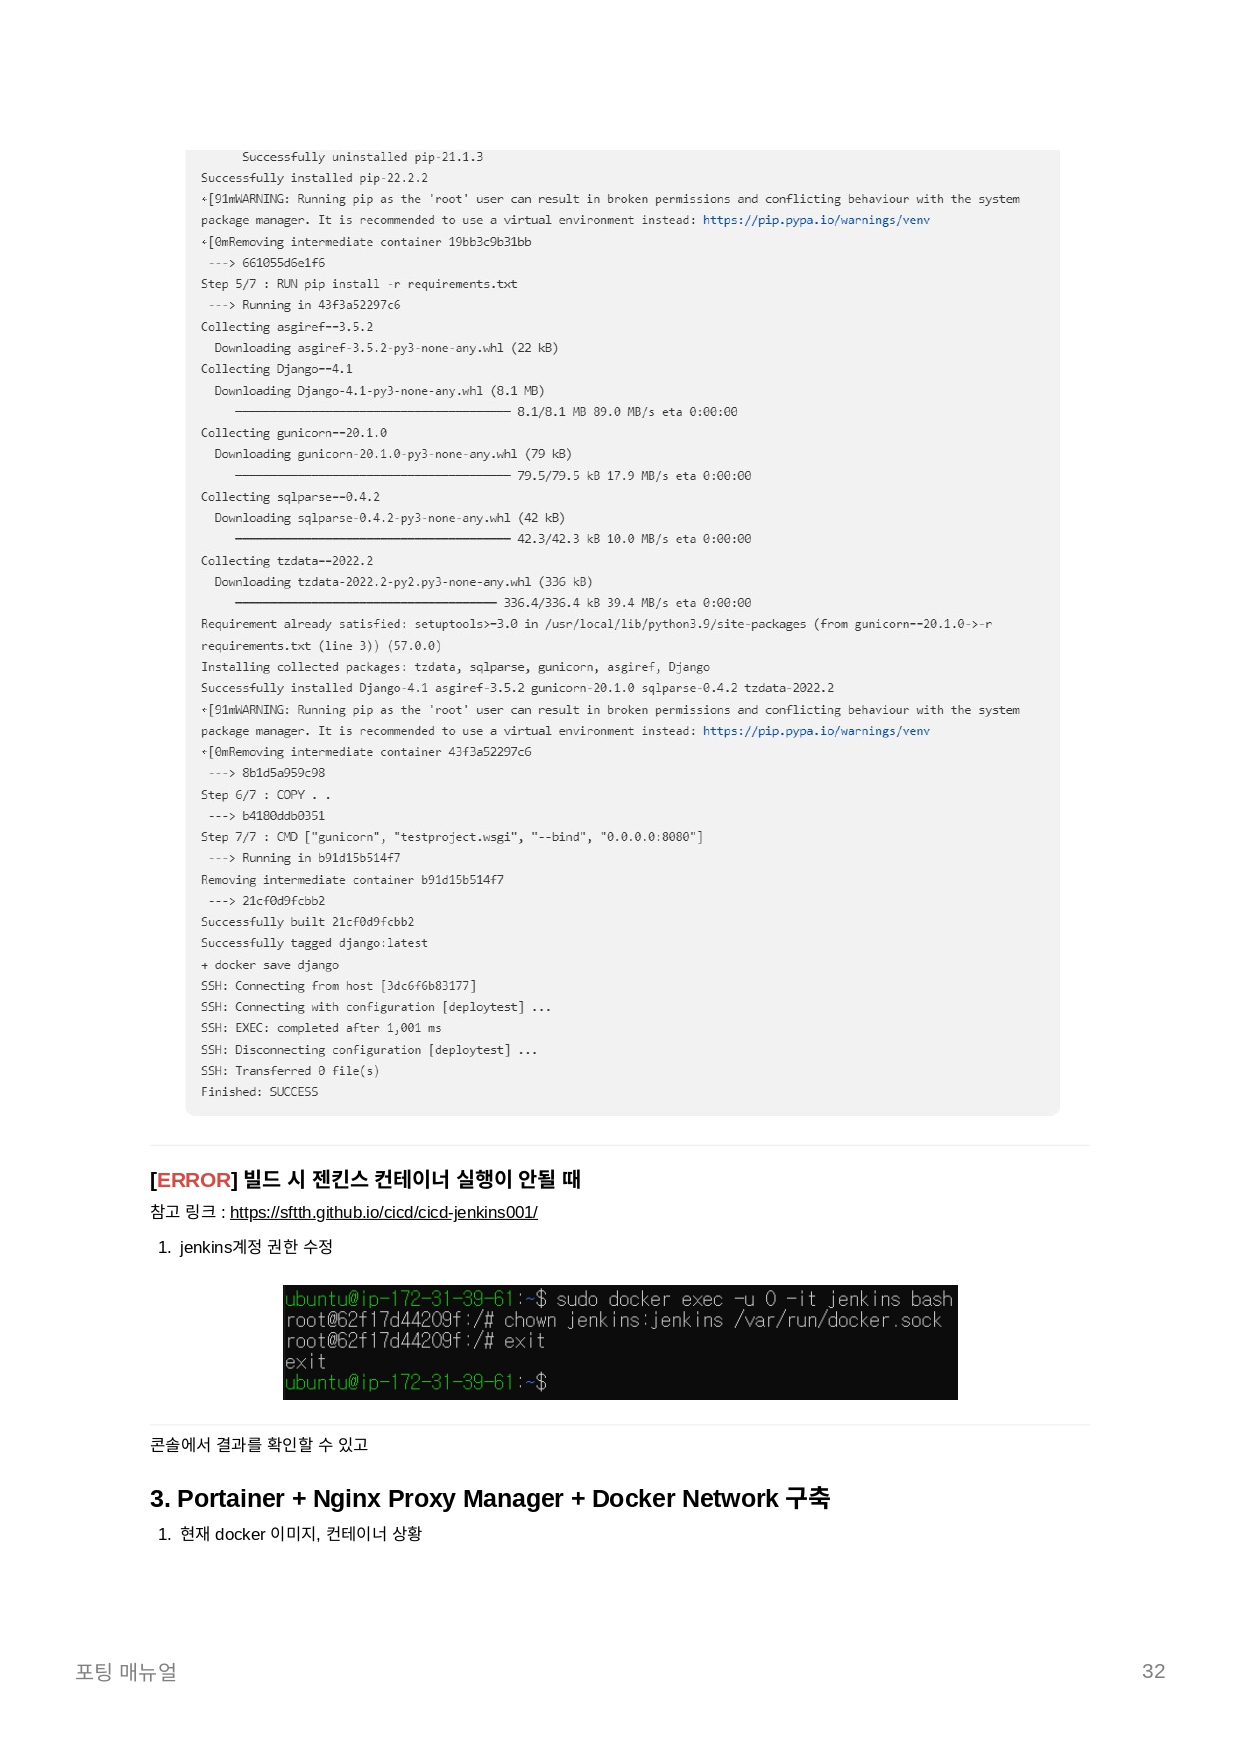 Successfully uninstalled pip-21.1.3
Successfully installed pip-22.2.2
←[91mWARNING: Running pip as the 'root' user can result in broken permissions and conflicting behaviour with the system
package manager. It is recommended to use a virtual environment instead: https://pip.pypa.io/warnings/venv
←[0mRemoving intermediate container 19bb3c9b31bb
---> 661055d6e1f6
Step 5/7 : RUN pip install -r requirements.txt
---> Running in 43f3a52297c6
Collecting asgiref==3.5.2
Downloading asgiref-3.5.2-py3-none-any.whl (22 kB)
Collecting Django==4.1
Downloading Django-4.1-py3-none-any.whl (8.1 MB)
8.1/8.1 MB 89.0 MB/s eta 0:00:00
Collecting gunicorn==20.1.0
Downloading gunicorn-20.1.0-py3-none-any.whl (79 kB)
79.5/79.5 kB 17.9 MB/s eta 0:00:00
Collecting sqlparse==0.4.2
Downloading sqlparse-0.4.2-py3-none-any.whl (42 kB)
42.3/42.3 kB 10.0 MB/s eta 0:00:00
Collecting tzdata==2022.2
Downloading tzdata-2022.2-py2.py3-none-any.whl (336 kB)
336.4/336.4 kB 39.4 MB/s eta 0:00:00
Requirement already satisfied: setuptools>=3.0 in /usr/local/lib/python3.9/site-packages (from gunicorn==20.1.0->-r
requirements.txt (line 3)) (57.0.0)
Installing collected packages: tzdata, sqlparse, gunicorn, asgiref, Django
Successfully installed Django-4.1 asgiref-3.5.2 gunicorn-20.1.0 sqlparse-0.4.2 tzdata-2022.2
←[91mWARNING: Running pip as the 'root' user can result in broken permissions and conflicting behaviour with the system
package manager. It is recommended to use a virtual environment instead: https://pip.pypa.io/warnings/venv
←[0mRemoving intermediate container 43f3a52297c6
---> 8b1d5a959c98
Step 6/7 : COPY . .
---> b4180ddb0351
Step 7/7 : CMD ["gunicorn", "testproject.wsgi", "--bind", "0.0.0.0:8080"]
---> Running in b91d15b514f7
Removing intermediate container b91d15b514f7
---> 21cf0d9fcbb2
Successfully built 21cf0d9fcbb2
Successfully tagged django:latest
+ docker save django
SSH: Connecting from host [3dc6f6b83177]
SSH: Connecting with configuration [deploytest] ...
SSH: EXEC: completed after 1,001 ms
SSH: Disconnecting configuration [deploytest] ...
SSH: Transferred 0 file(s)
Finished: SUCCESS
[ERROR] 빌드 시 젠킨스 컨테이너 실행이 안될 때
참고 링크 : https://sftth.github.io/cicd/cicd-jenkins001/
1. jenkins계정 권한 수정
ubuntu@ip-172-31-39-61:~$ sudo docker exec -u 0 -it jenkins bash
root@62f17d44209f:/# chown jenkins:jenkins /var/run/docker.sock
root@62f17d44209f:/# exit
exit
ubuntu@ip-172-31-39-61:~$
콘솔에서 결과를 확인할 수 있고
3. Portainer + Nginx Proxy Manager + Docker Network 구축
1. 현재 docker 이미지, 컨테이너 상황
포팅 매뉴얼 32